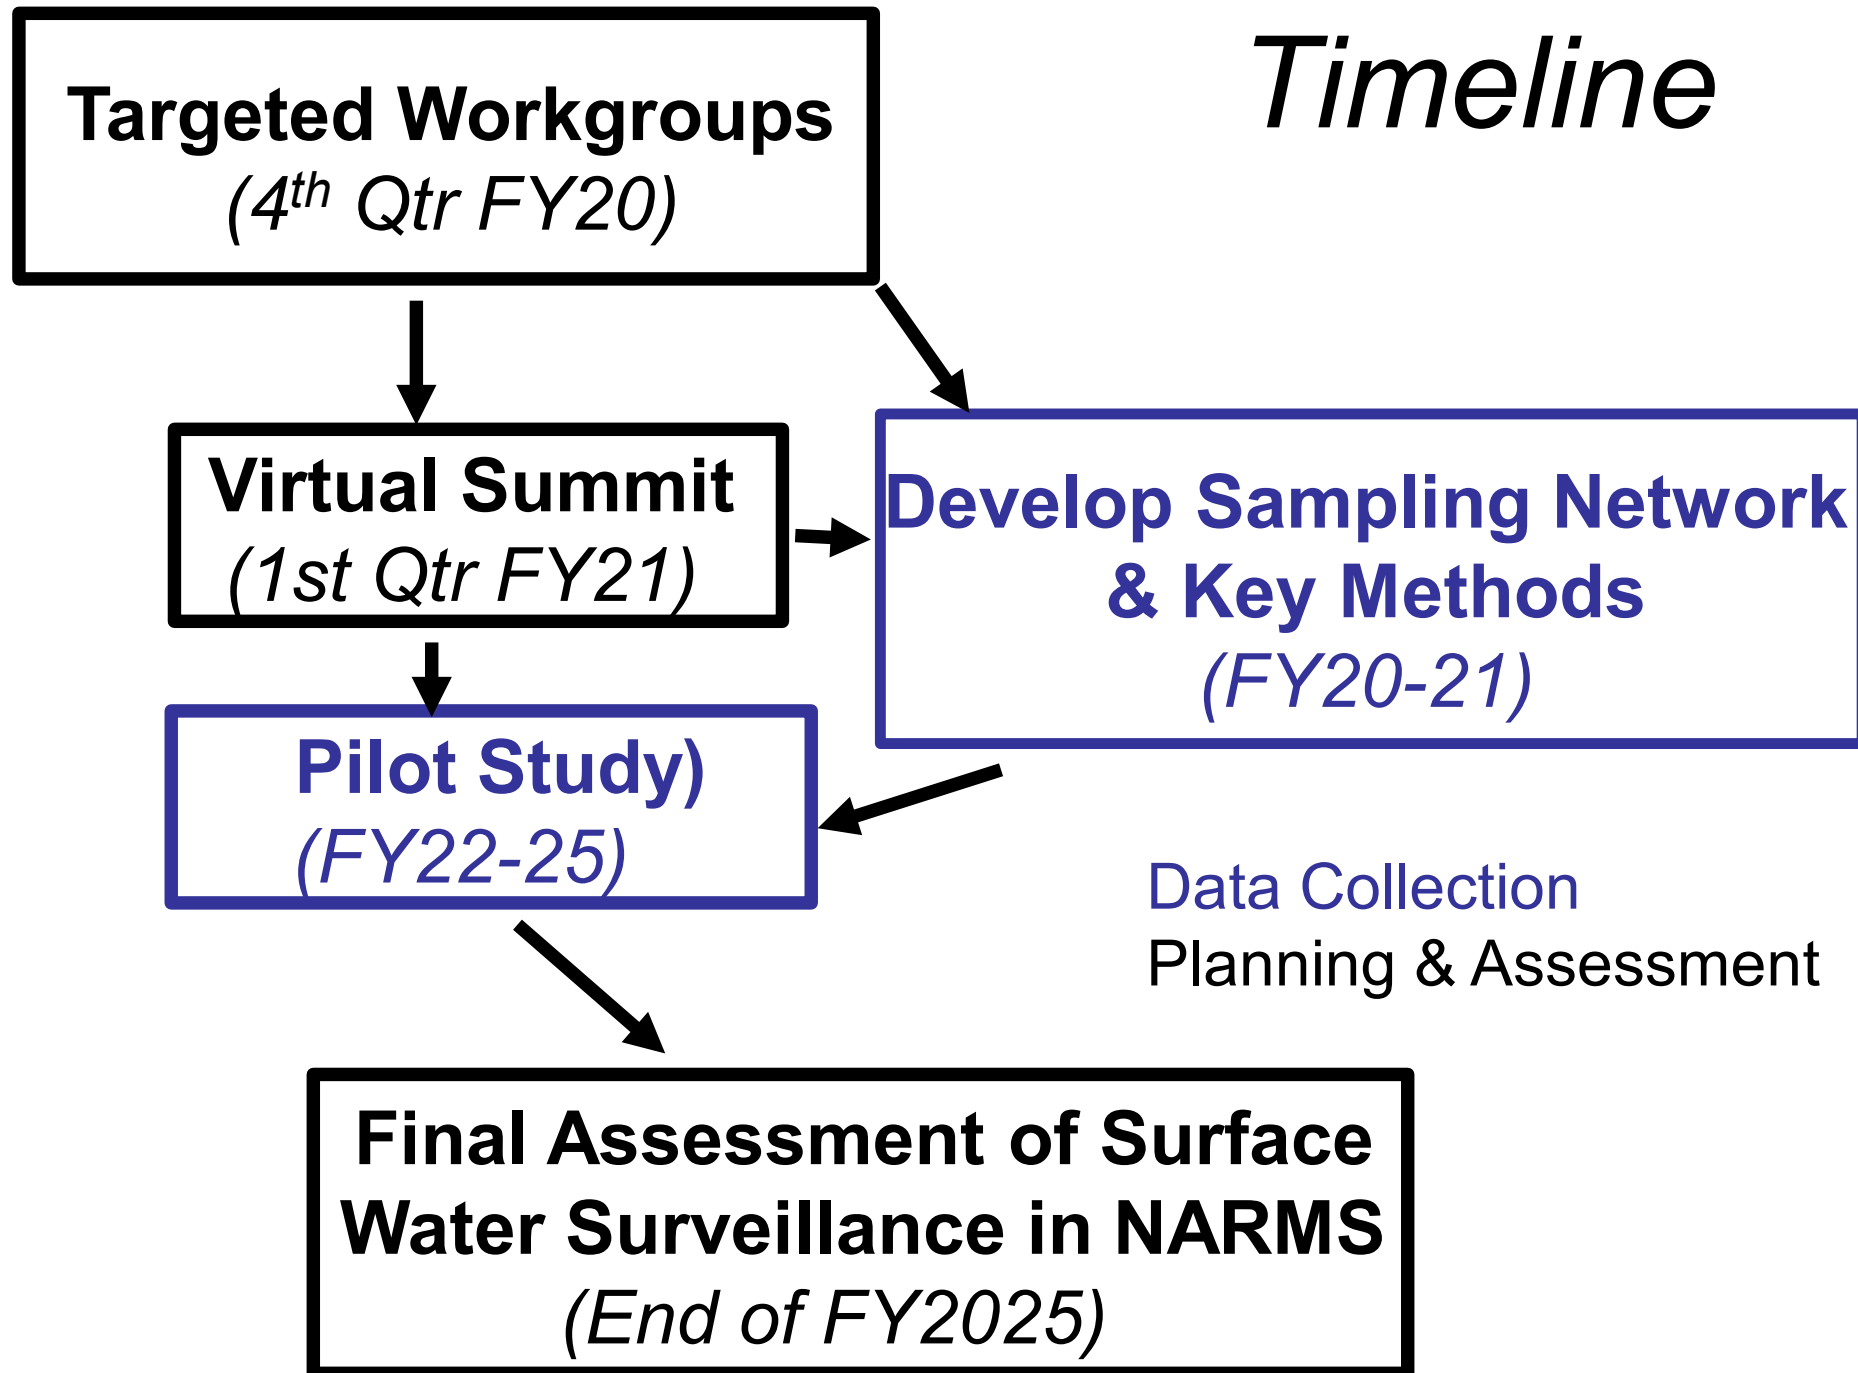 Timeline
Targeted Workgroups
(4th Qtr FY20)
Virtual Summit
(1st Qtr FY21)
Develop Sampling Network
& Key Methods
(FY20-21)
Pilot Study)
(FY22-25)
Data Collection
Planning & Assessment
Final Assessment of Surface
Water Surveillance in NARMS
(End of FY2025)